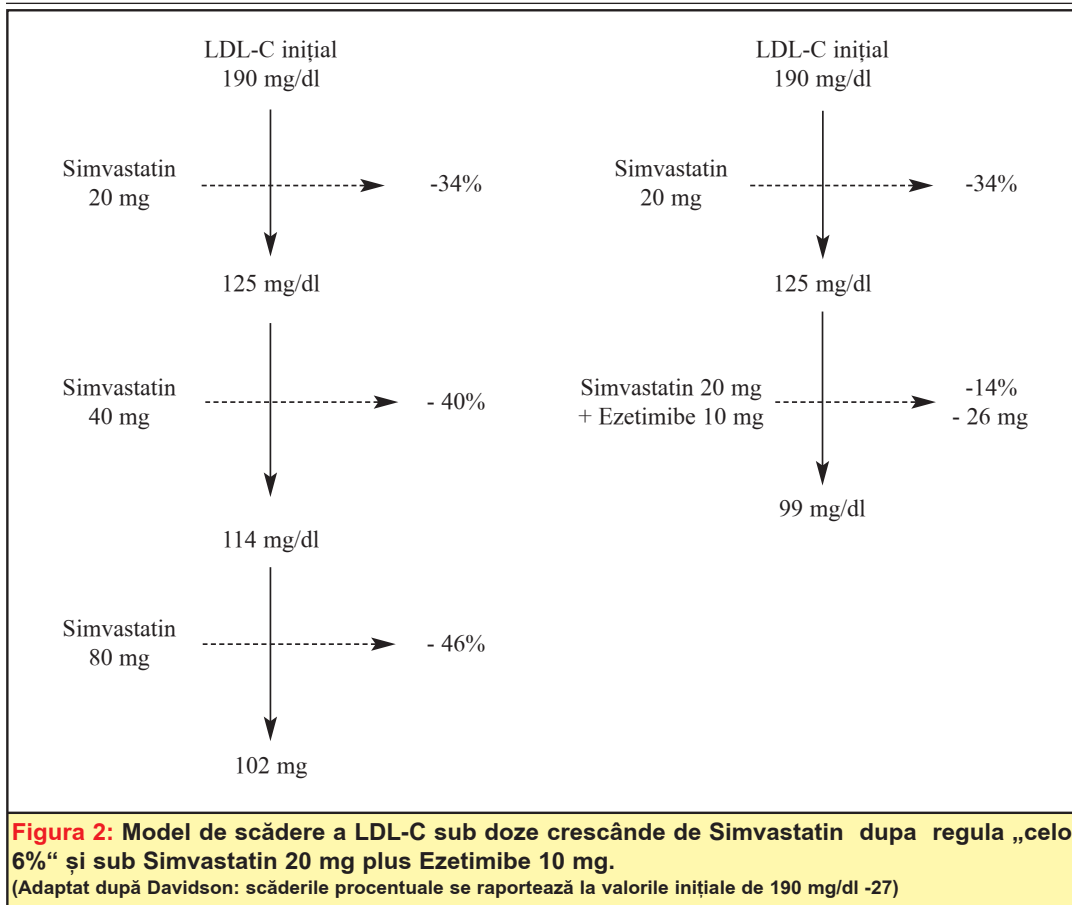 LDL-C inițial
190 mg/dl
Simvastatin
20 mg
-34%
125 mg/dl
Simvastatin
40 mg
- 40%
114 mg/dl
Simvastatin
80 mg
- 46%
102 mg
LDL-C inițial
190 mg/dl
Simvastatin
20 mg
-34%
125 mg/dl
Simvastatin 20 mg
+ Ezetimibe 10 mg
-14%
- 26 mg
99 mg/dl
Figura 2: Model de scădere a LDL-C sub doze crescânde de Simvastatin dupa regula „celo
6%“ și sub Simvastatin 20 mg plus Ezetimibe 10 mg.
(Adaptat după Davidson: scăderile procentuale se raportează la valorile inițiale de 190 mg/dl -27)